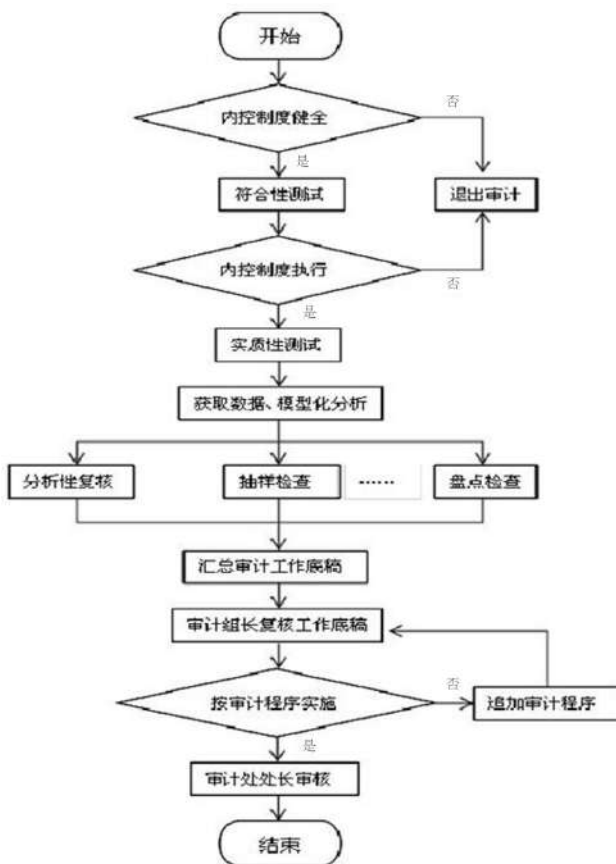 开始
内控制度健全
否
是
符合性测试
退出审计
内控制度执行
否
是
实质性测试
获取数据、模型化分析
分析性复核
抽样检查
……
盘点检查
汇总审计工作底稿
审计组长复核工作底稿
按审计程序实施
否
追加审计程序
是
审计处处长审核
结束